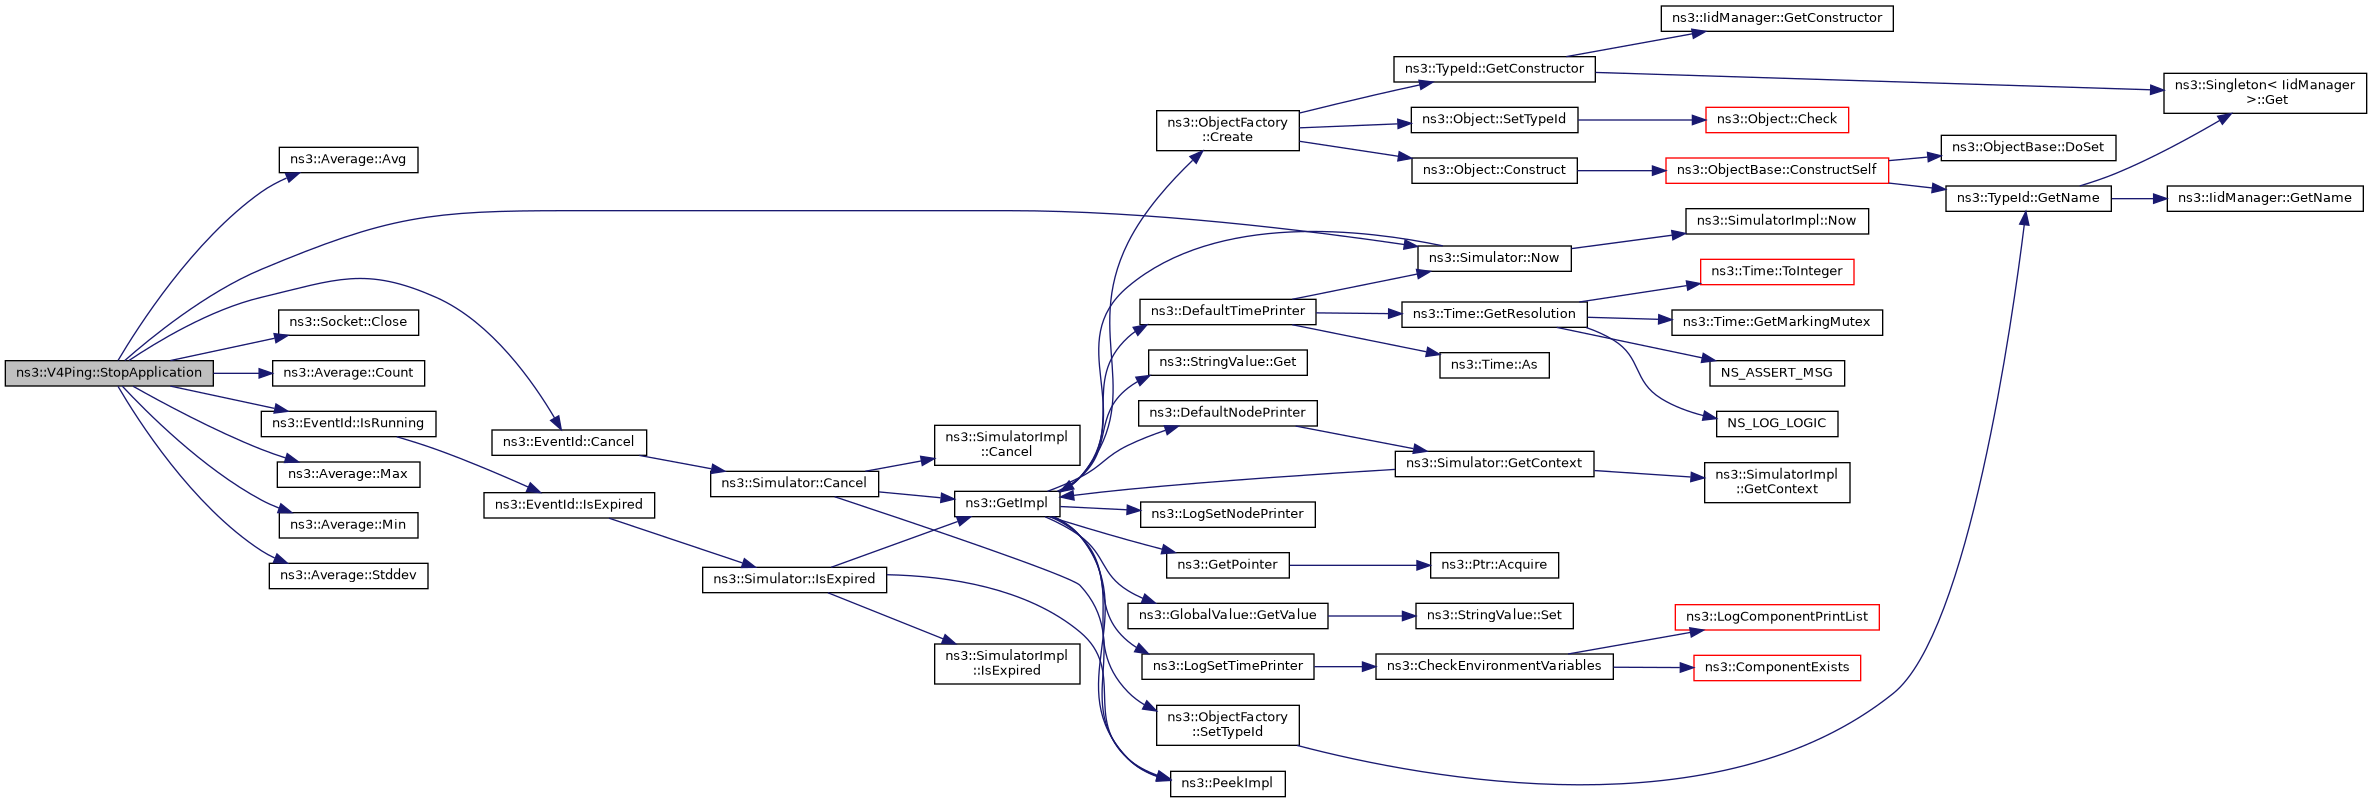 ns3::V4Ping::StopApplication
ns3::Average::Avg
ns3::Socket::Close
ns3::Average::Count
ns3::EventId::IsRunning
ns3::Average::Max
ns3::Average::Min
ns3::Average::Stddev
ns3::EventId::Cancel
ns3::EventId::IsExpired
ns3::Simulator::Cancel
ns3::Simulator::IsExpired
ns3::SimulatorImpl
::Cancel
ns3::GetImpl
ns3::SimulatorImpl
::IsExpired
ns3::ObjectFactory
::Create
ns3::DefaultTimePrinter
ns3::StringValue::Get
ns3::DefaultNodePrinter
ns3::LogSetNodePrinter
ns3::GetPointer
ns3::GlobalValue::GetValue
ns3::LogSetTimePrinter
ns3::ObjectFactory
::SetTypeId
ns3::PeekImpl
ns3::TypeId::GetConstructor
ns3::Object::SetTypeId
ns3::Object::Construct
ns3::Simulator::Now
ns3::Time::GetResolution
ns3::Time::As
ns3::Simulator::GetContext
ns3::Ptr::Acquire
ns3::StringValue::Set
ns3::CheckEnvironmentVariables
ns3::IidManager::GetConstructor
ns3::Object::Check
ns3::ObjectBase::ConstructSelf
ns3::SimulatorImpl::Now
ns3::Time::ToInteger
ns3::Time::GetMarkingMutex
NS_ASSERT_MSG
NS_LOG_LOGIC
ns3::SimulatorImpl
::GetContext
ns3::LogComponentPrintList
ns3::ComponentExists
ns3::ObjectBase::DoSet
ns3::TypeId::GetName
ns3::Singleton< IidManager
>::Get
ns3::IidManager::GetName